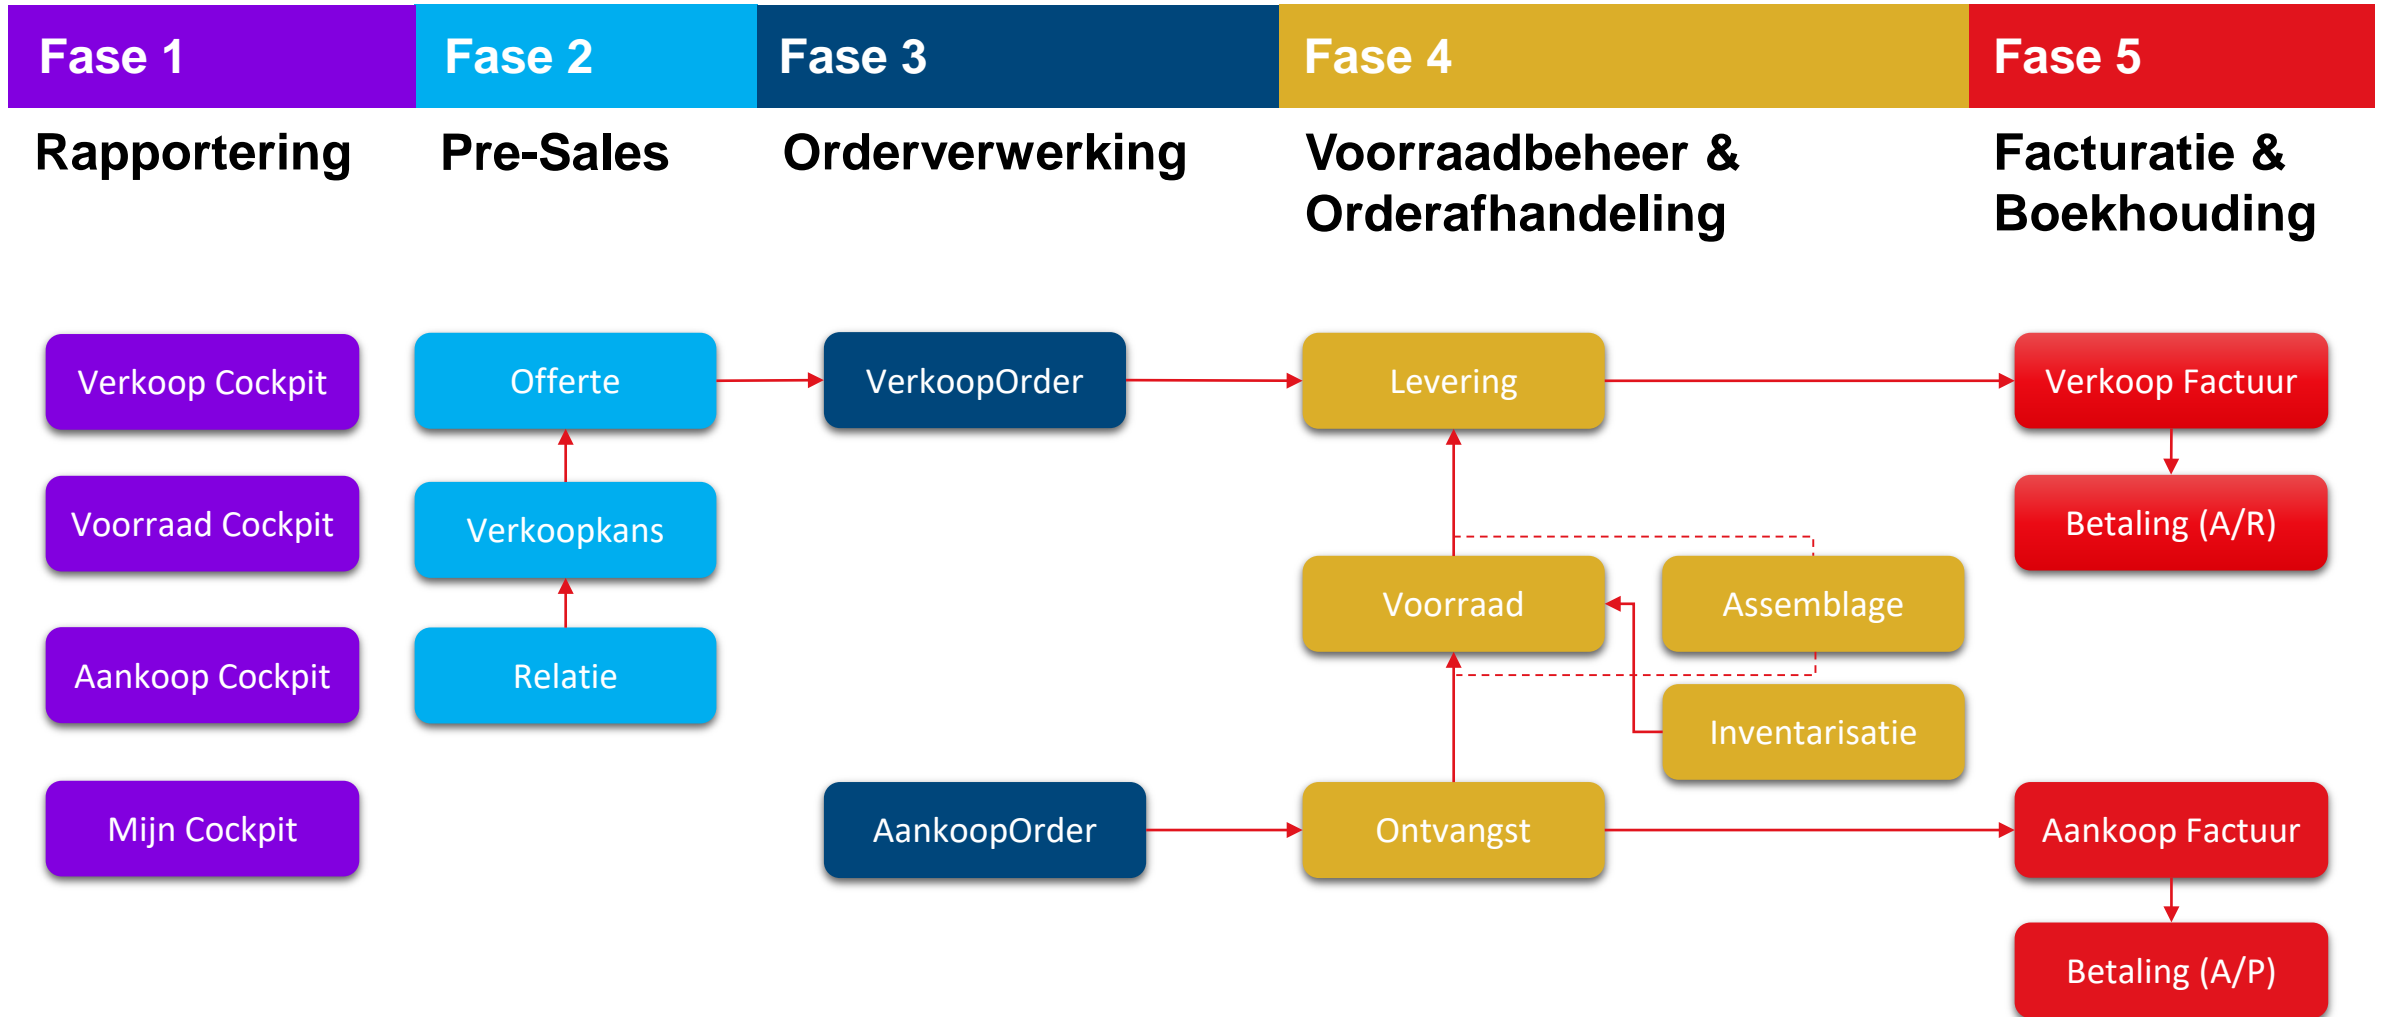 Fase 1
Fase 2
Fase 3
Fase 4
Fase 5
Rapportering
Pre-Sales
Orderverwerking
Voorraadbeheer &
Orderafhandeling
Facturatie &
Boekhouding
Verkoop Cockpit
Voorraad Cockpit
Aankoop Cockpit
Mijn Cockpit
Offerte
Verkoopkans
Relatie
VerkoopOrder
AankoopOrder
Levering
Voorraad
Assemblage
Inventarisatie
Ontvangst
Verkoop Factuur
Betaling (A/R)
Aankoop Factuur
Betaling (A/P)